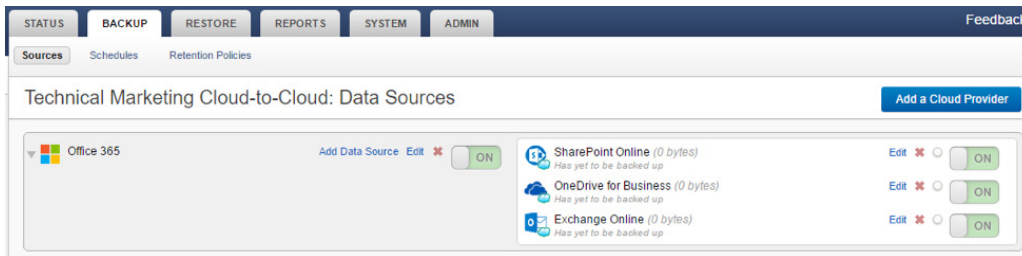 STATUS BACKUP RESTORE REPORTS SYSTEM ADMIN Feedback
Sources Schedules Retention Policies
Technical Marketing Cloud-to-Cloud: Data Sources Add a Cloud Provider
Office 365 Add Data Source Edit ON SharePoint Online (0 bytes) Edit ON
Has yet to be backed up
OneDrive for Business (0 bytes) Edit ON
Has yet to be backed up
Exchange Online (0 bytes) Edit ON
Has yet to be backed up